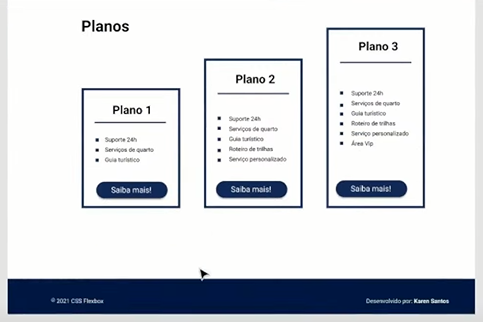 Planos
Plano 1
Suporte 24h
Serviços de quarto
Guia turístico
Saiba mais!
Plano 2
Suporte 24h
Serviços de quarto
Guia turístico
Roteiro de trilhas
Serviço personalizado
Saiba mais!
Plano 3
Suporte 24h
Serviços de quarto
Guia turístico
Roteiro de trilhas
Serviço personalizado
Área Vip
Saiba mais!
© 2021 CSS Flexbox
Desenvolvido por: Karen Santos